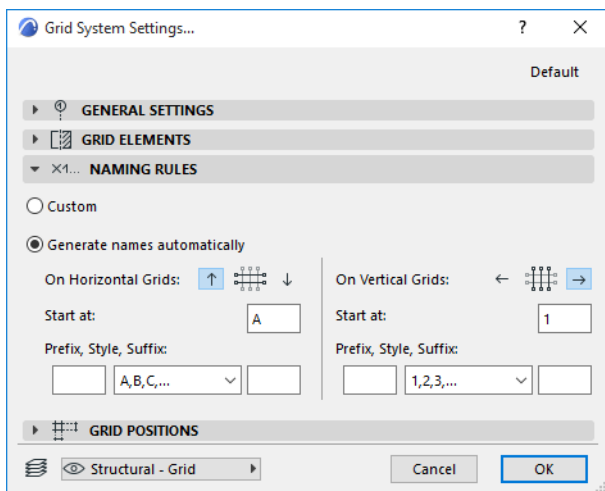 Grid System Settings... ?
Default
GENERAL SETTINGS
GRID ELEMENTS
X1... NAMING RULES
Custom
Generate names automatically
On Horizontal Grids:
On Vertical Grids:
Start at: A
Start at: 1
Prefix, Style, Suffix:
Prefix, Style, Suffix:
A,B,C,...
1,2,3,...
GRID POSITIONS
Structural - Grid
Cancel
OK